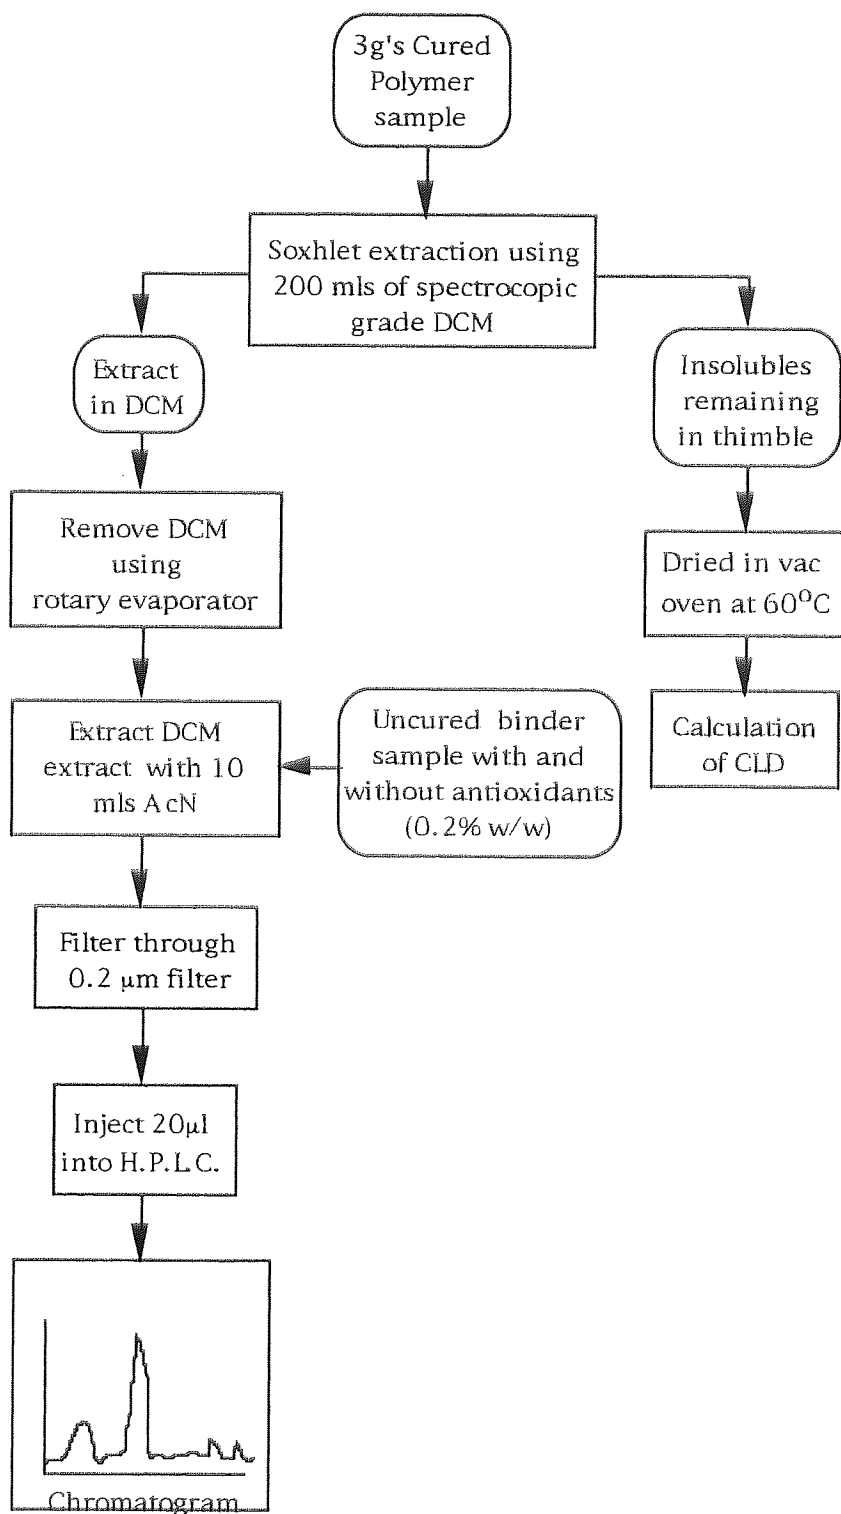 3g's Cured
Polymer
sample
Soxhlet extraction using
200 mls of spectrocopic
grade DCM
Extract
in DCM
Insolubles
remaining
in thimble
Remove DCM
using
rotary evaporator
Dried in vac
oven at 60°C
Extract DCM
extract with 10
mls AcN
Uncured binder
sample with and
without antioxidants
(0.2% w/w)
Calculation
of CLD
Filter through
0.2 μm filter
Inject 20μl
into H.P.L.C.
Chromatogram